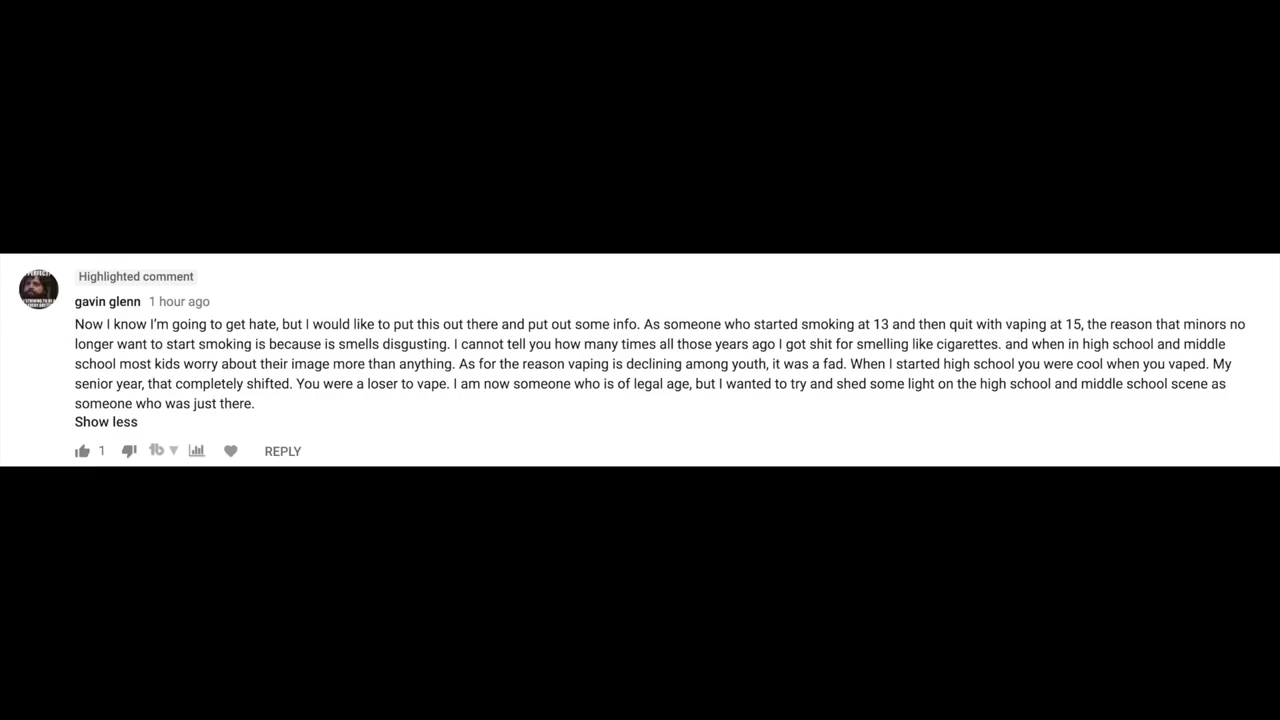 Highlighted comment
gavin glenn 1 hour ago
Now I know I'm going to get hate, but I would like to put this out there and put out some info. As someone who started smoking at 13 and then quit with vaping at 15, the reason that minors no
longer want to start smoking is because is smells disgusting. I cannot tell you how many times all those years ago I got shit for smelling like cigarettes. and when in high school and middle
school most kids worry about their image more than anything. As for the reason vaping is declining among youth, it was a fad. When I started high school you were cool when you vaped. My
senior year, that completely shifted. You were a loser to vape. I am now someone who is of legal age, but I wanted to try and shed some light on the high school and middle school scene as
someone who was just there.
Show less
1 REPLY